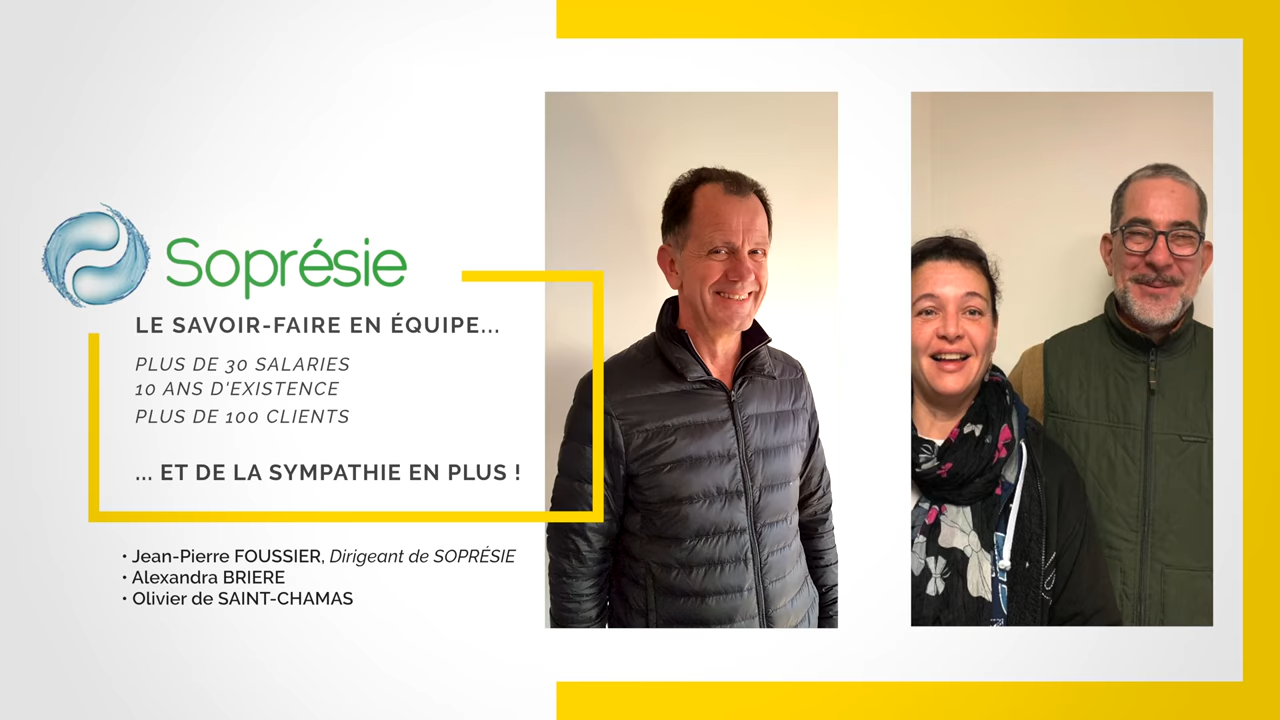 Soprésie
LE SAVOIR-FAIRE EN ÉQUIPE...
PLUS DE 30 SALARIES
10 ANS D'EXISTENCE
PLUS DE 100 CLIENTS
... ET DE LA SYMPATHIE EN PLUS !
• Jean-Pierre FOUSSIER, Dirigeant de SOPRÉSIE
• Alexandra BRIERE
• Olivier de SAINT-CHAMAS